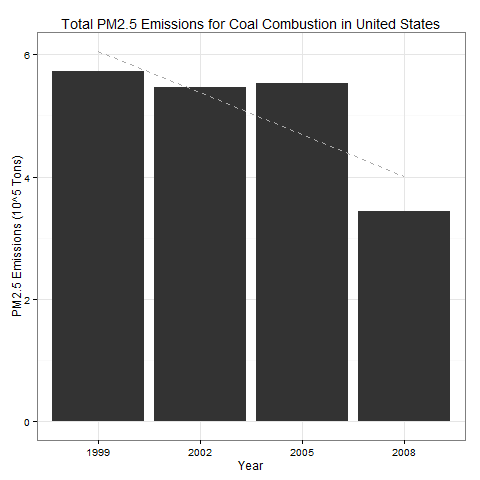 Total PM2.5 Emissions for Coal Combustion in United States
PM2.5 Emissions (10^5 Tons)
6
4
2
0
1999 2002 2005 2008
Year